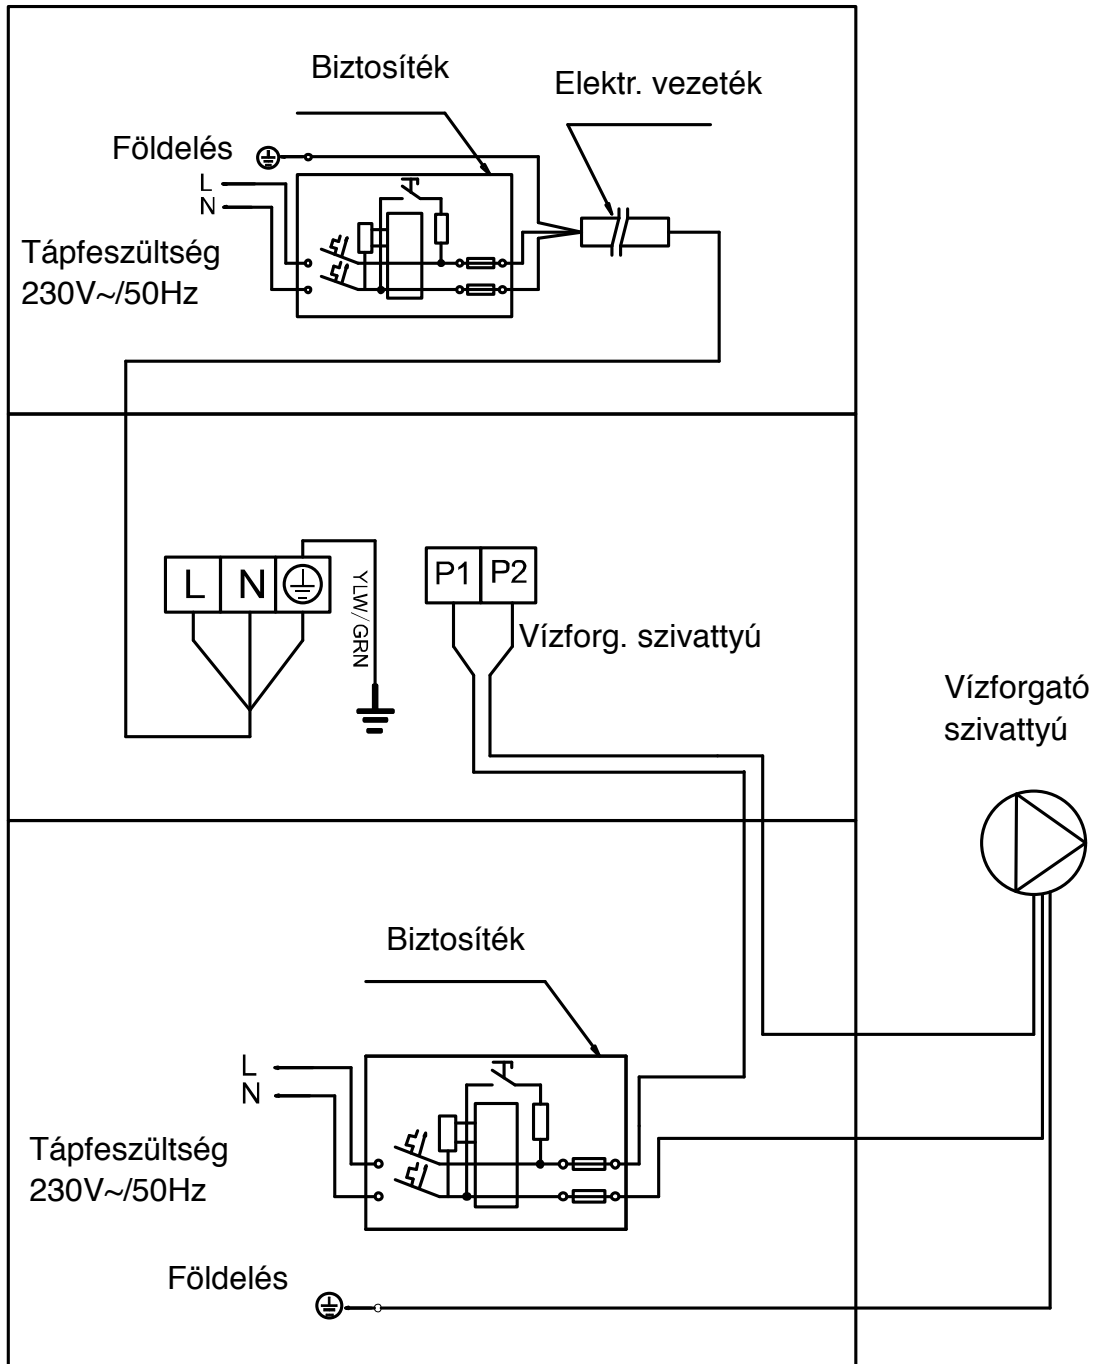 Biztosíték
Elektr. vezeték
Földelés
L
N
Tápfeszültség
230V~/50Hz
L N
YLW/GRN
P1 P2
Vízforg. szivattyú
Vízforgató
szivattyú
Biztosíték
L
N
Tápfeszültség
230V~/50Hz
Földelés